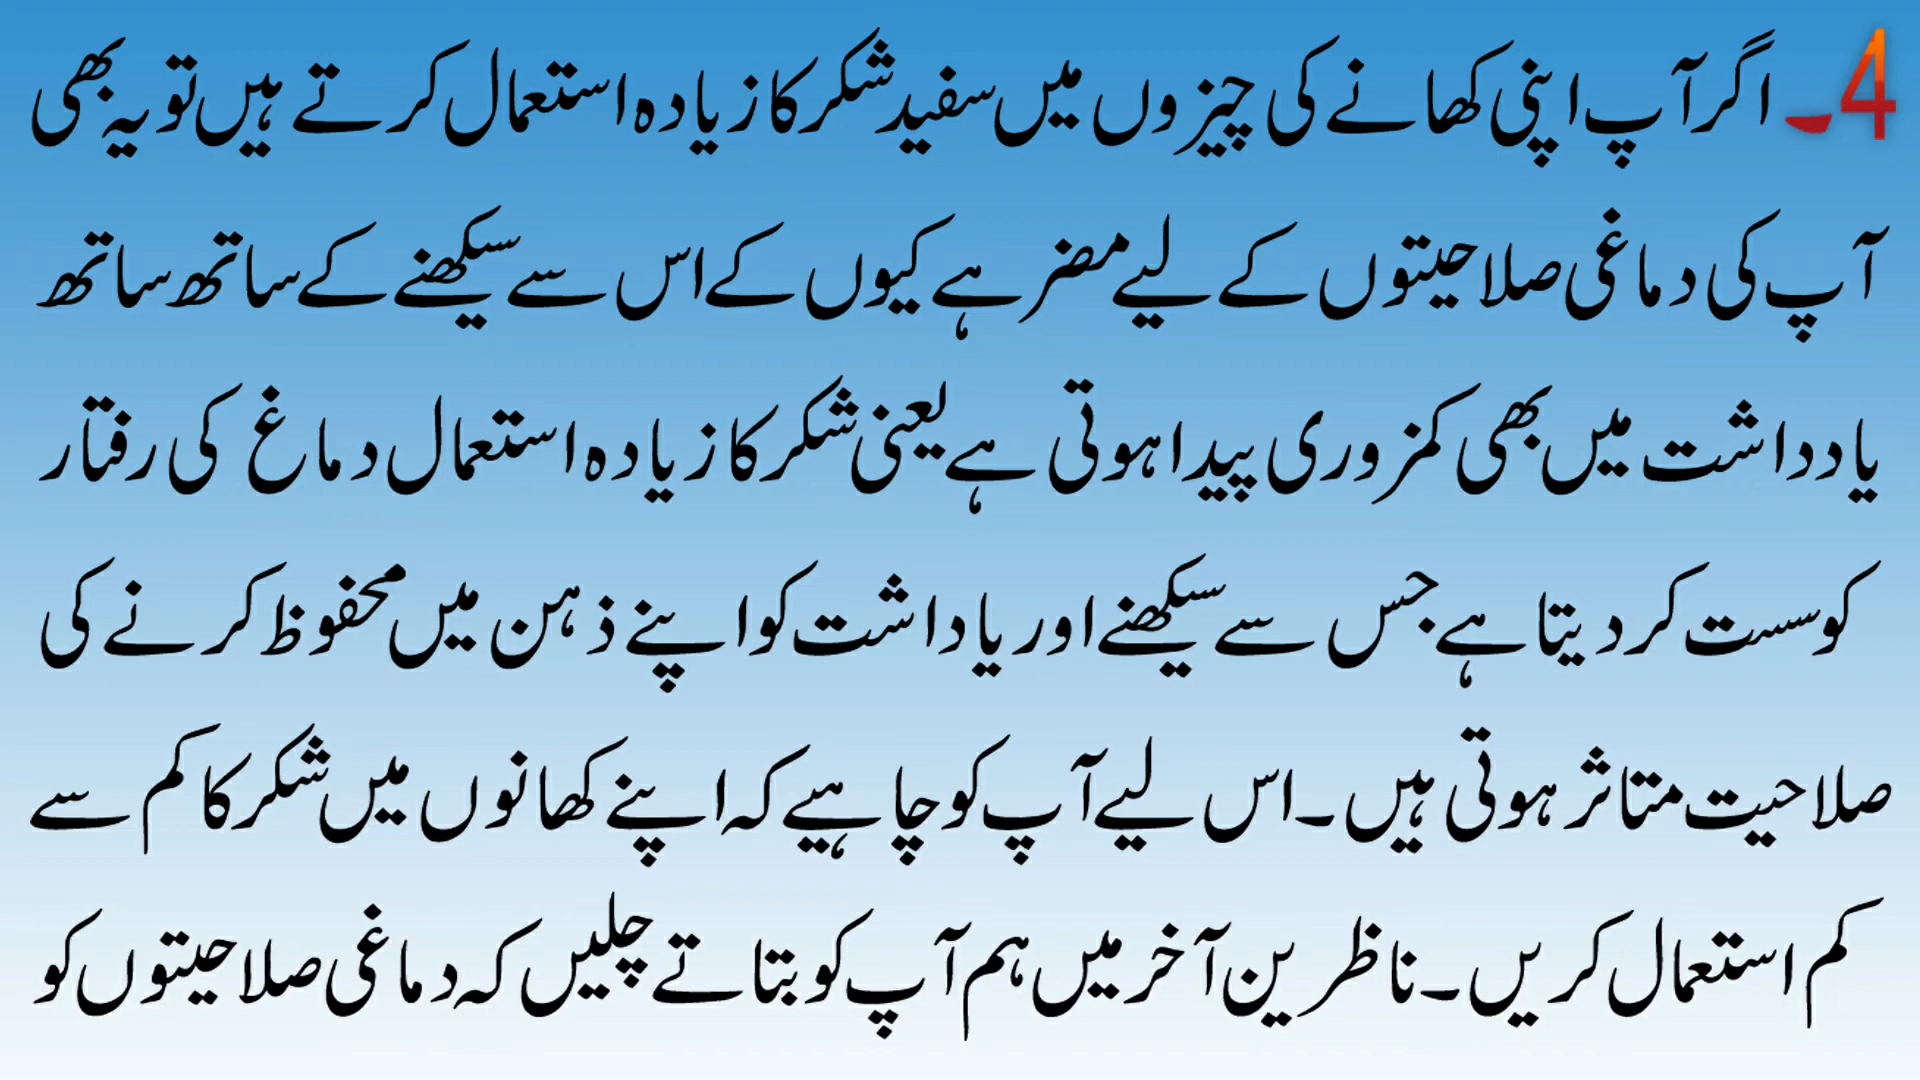 4۔ اگر آپ اپنی کھانے کی چیزوں میں سفید شکر کا زیادہ استعمال کرتے ہیں تو یہ بھی
آپ کی دماغی صلاحیتوں کے لیے مضر ہے کیوں کے اس سے سیکھنے کے ساتھ ساتھ
یادداشت میں بھی کمزوری پیدا ہوتی ہے یعنی شکر کا زیادہ استعمال دماغ کی رفتار
کو سست کر دیتا ہے جس سے سیکھنے اور یاداشت کو اپنے ذہن میں محفوظ کرنے کی
صلاحیت متاثر ہوتی ہیں۔ اس لیے آپ کو چاہیے کہ اپنے کھانوں میں شکر کا کم سے
کم استعمال کریں۔ ناظرین آخر میں ہم آپ کو بتاتے چلیں کہ دماغی صلاحیتوں کو